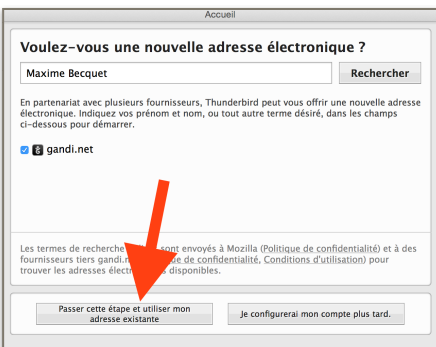 Accueil
Voulez-vous une nouvelle adresse électronique ?
Maxime Becquet
Rechercher
En partenariat avec plusieurs fournisseurs, Thunderbird peut vous offrir une nouvelle adresse
électronique. Indiquez vos prénom et nom, ou tout autre terme désiré, dans les champs
ci-dessous pour démarrer.
gandi.net
Les termes de recherche sont envoyés à Mozilla (Politique de confidentialité) et à des
fournisseurs tiers de confidentialité, Conditions d'utilisation) pour
trouver les adresses disponibles.
Passer cette étape et utiliser mon
adresse existante
Je configurerai mon compte plus tard.